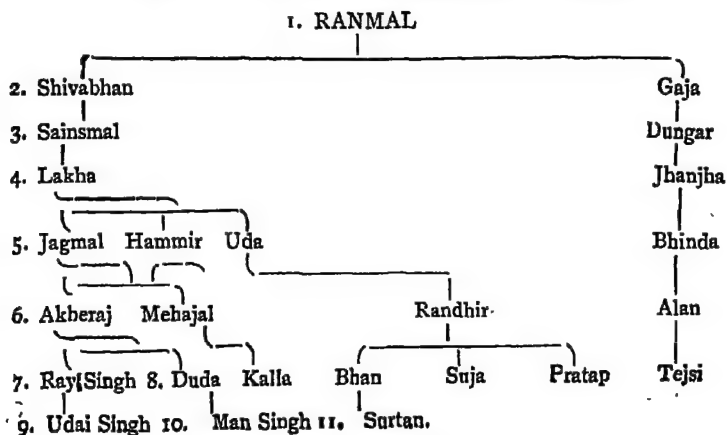 1. RANMAL
2. Shivabhan Gaja
3. Sainsmal Dungar
4. Lakha Jhanjha
5. Jagmal Hammir Uda Bhinda
6. Akheraj Mehajal Randhir Alan
7. Ray Singh 8. Duda Kalla Bhan Suja Pratap Tejsi
9. Udai Singh 10. Man Singh 11. Surtan.